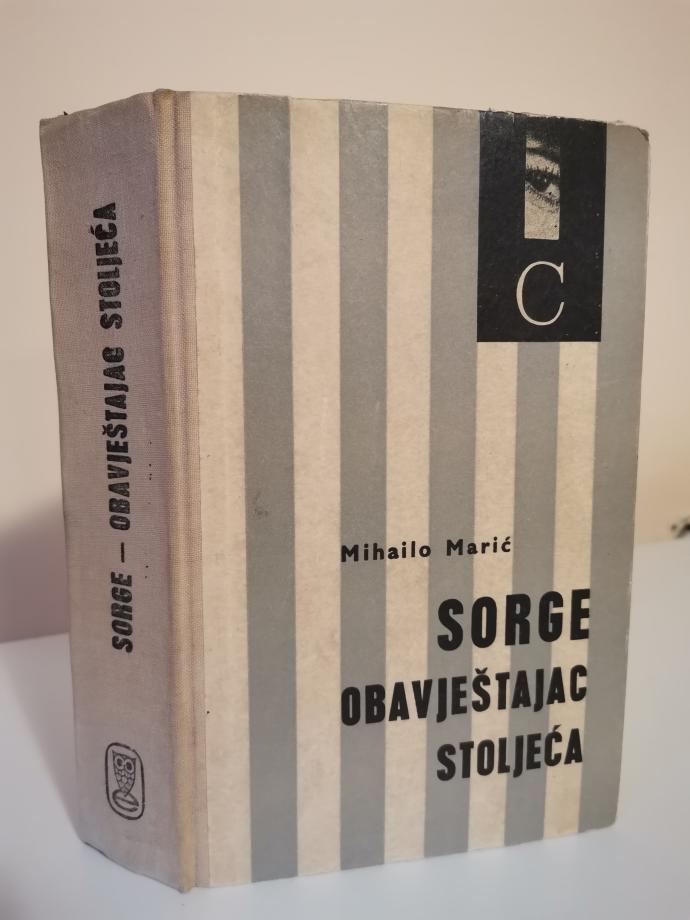 SORGE — OBAVJEŠTAJAC STOLJEĆA
C
Mihailo Marić
SORGE
OBAVJEŠTAJAC
STOLJEĆA